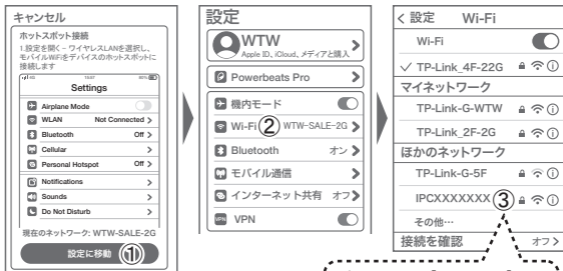 キャンセル
ホットスポット接続
1.設定を開く - ワイヤレスLANを選択し、
モバイルWiFiをデバイスのホットスポットに
接続します
Settings
Airplane Mode
WLAN Not Connected >
Bluetooth Off >
Cellular >
Personal Hotspot Off >
Notifications >
Sounds >
Do Not Disturb >
現在のネットワーク: WTW-SALE-2G
設定に移動 ①
設定
WTW
Apple ID、iCloud、メディアと購入 >
Powerbeats Pro >
機内モード
Wi-Fi ② WTW-SALE-2G >
Bluetooth オン >
モバイル通信 >
インターネット共有 オフ >
VPN
< 設定 Wi-Fi
Wi-Fi
✓ TP-Link_4F-22G
マイネットワーク
TP-Link-G-WTW
TP-Link_2F-2G
ほかのネットワーク
TP-Link-G-5F
IPCXXXXXXX ③
その他…
接続を確認 オフ >